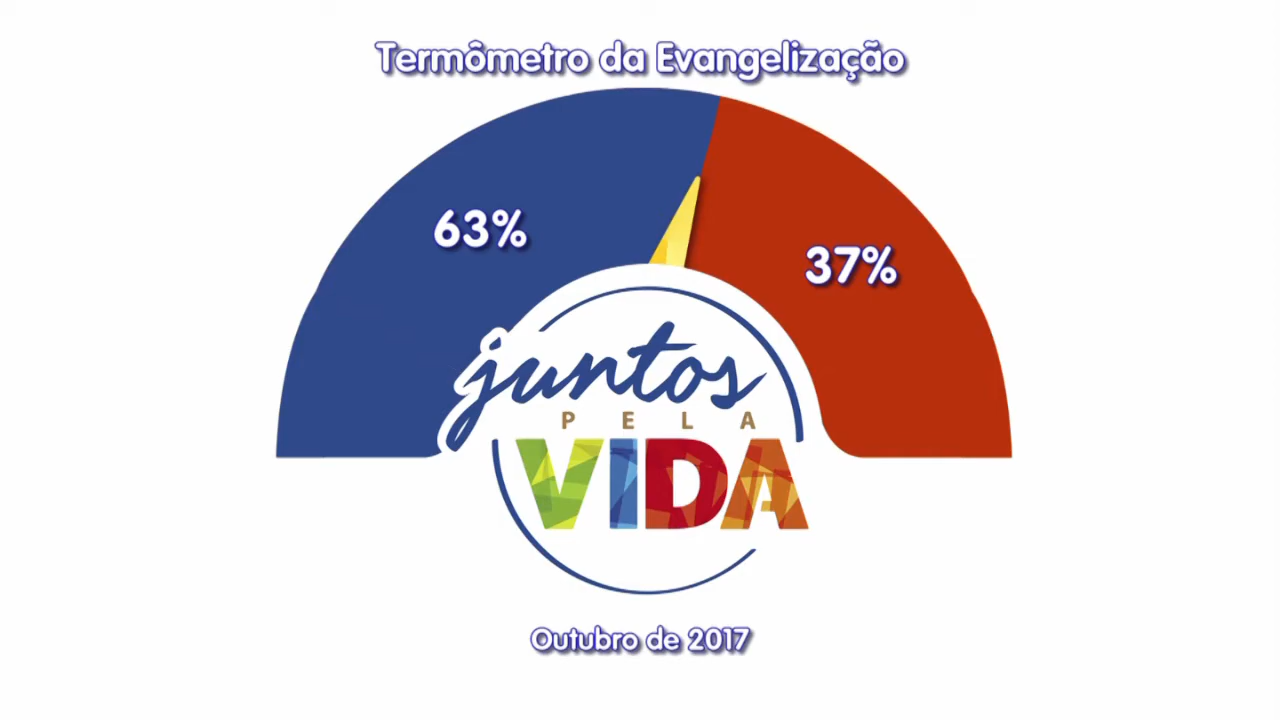 Termômetro da Evangelização
63%
37%
juntos
PELA
VIDA
Outubro de 2017